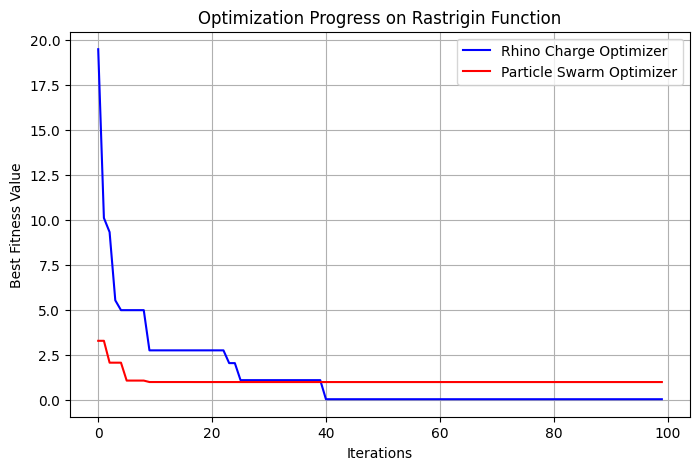 Optimization Progress on Rastrigin Function
Rhino Charge Optimizer
Particle Swarm Optimizer
Best Fitness Value
20.0
17.5
15.0
12.5
10.0
7.5
5.0
2.5
0.0
0 20 40 60 80 100
Iterations